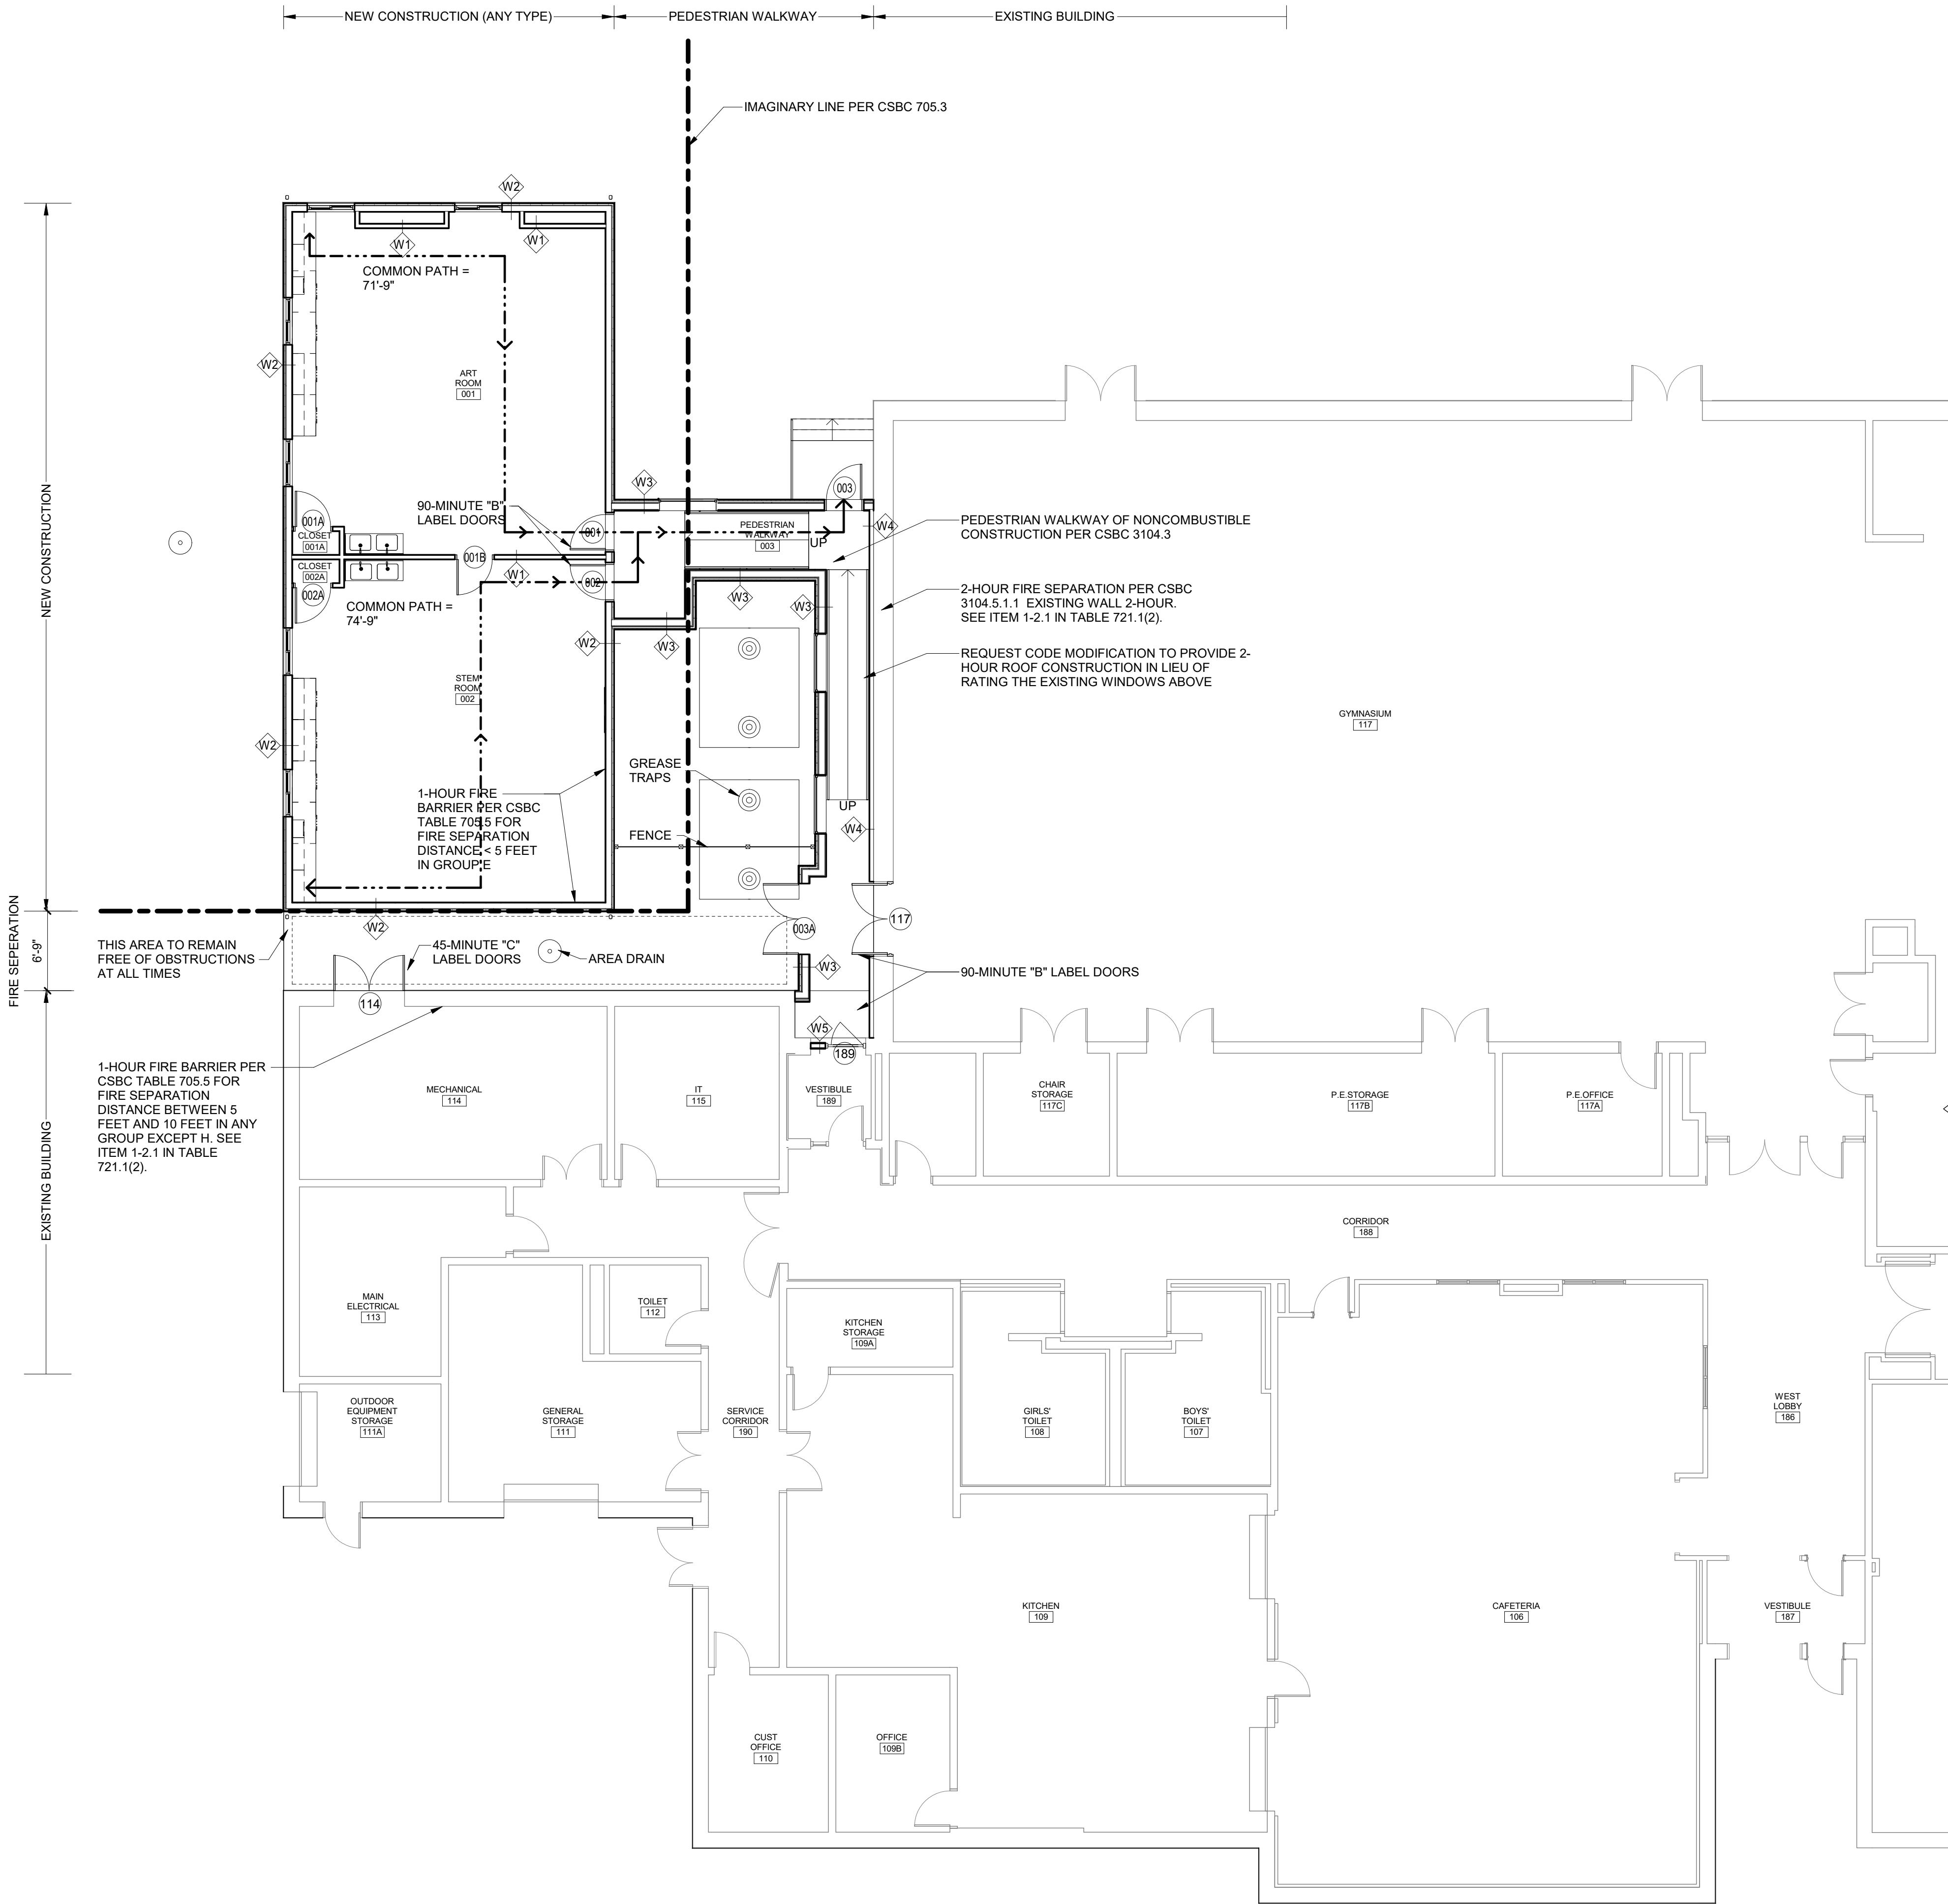 NEW CONSTRUCTION (ANY TYPE)
PEDESTRIAN WALKWAY
EXISTING BUILDING
IMAGINARY LINE PER CSBC 705.3
W2
W1
W1
COMMON PATH =
71'-9"
W2
ART
ROOM
001
NEW CONSTRUCTION
W3
003
90-MINUTE "B"
LABEL DOORS
001A
CLOSET
001A
001
PEDESTRIAN
WALKWAY
003
UP
W4
PEDESTRIAN WALKWAY OF NONCOMBUSTIBLE
CONSTRUCTION PER CSBC 3104.3
001B
CLOSET
002A
W1
002
002A
W3
W3
COMMON PATH =
74'-9"
2-HOUR FIRE SEPARATION PER CSBC
3104.5.1.1  EXISTING WALL 2-HOUR.
SEE ITEM 1-2.1 IN TABLE 721.1(2).
W2
W3
REQUEST CODE MODIFICATION TO PROVIDE 2-
HOUR ROOF CONSTRUCTION IN LIEU OF
RATING THE EXISTING WINDOWS ABOVE
STEM
ROOM
002
GYMNASIUM
117
W2
GREASE
TRAPS
1-HOUR FIRE
BARRIER PER CSBC
TABLE 705.5 FOR
FIRE SEPARATION
DISTANCE < 5 FEET
IN GROUP E
UP
FENCE
W4
FIRE SEPERATION
6'-9"
W2
003A
117
THIS AREA TO REMAIN
FREE OF OBSTRUCTIONS
AT ALL TIMES
45-MINUTE "C"
LABEL DOORS
AREA DRAIN
W3
90-MINUTE "B" LABEL DOORS
114
W5
189
1-HOUR FIRE BARRIER PER
CSBC TABLE 705.5 FOR
FIRE SEPARATION
DISTANCE BETWEEN 5
FEET AND 10 FEET IN ANY
GROUP EXCEPT H. SEE
ITEM 1-2.1 IN TABLE
721.1(2).
EXISTING BUILDING
MECHANICAL
114
IT
115
VESTIBULE
189
CHAIR
STORAGE
117C
P.E.STORAGE
117B
P.E.OFFICE
117A
CORRIDOR
188
MAIN
ELECTRICAL
113
TOILET
112
KITCHEN
STORAGE
109A
OUTDOOR
EQUIPMENT
STORAGE
111A
GENERAL
STORAGE
111
SERVICE
CORRIDOR
190
GIRLS'
TOILET
108
BOYS'
TOILET
107
WEST
LOBBY
186
KITCHEN
109
CAFETERIA
106
VESTIBULE
187
CUST
OFFICE
110
OFFICE
109B